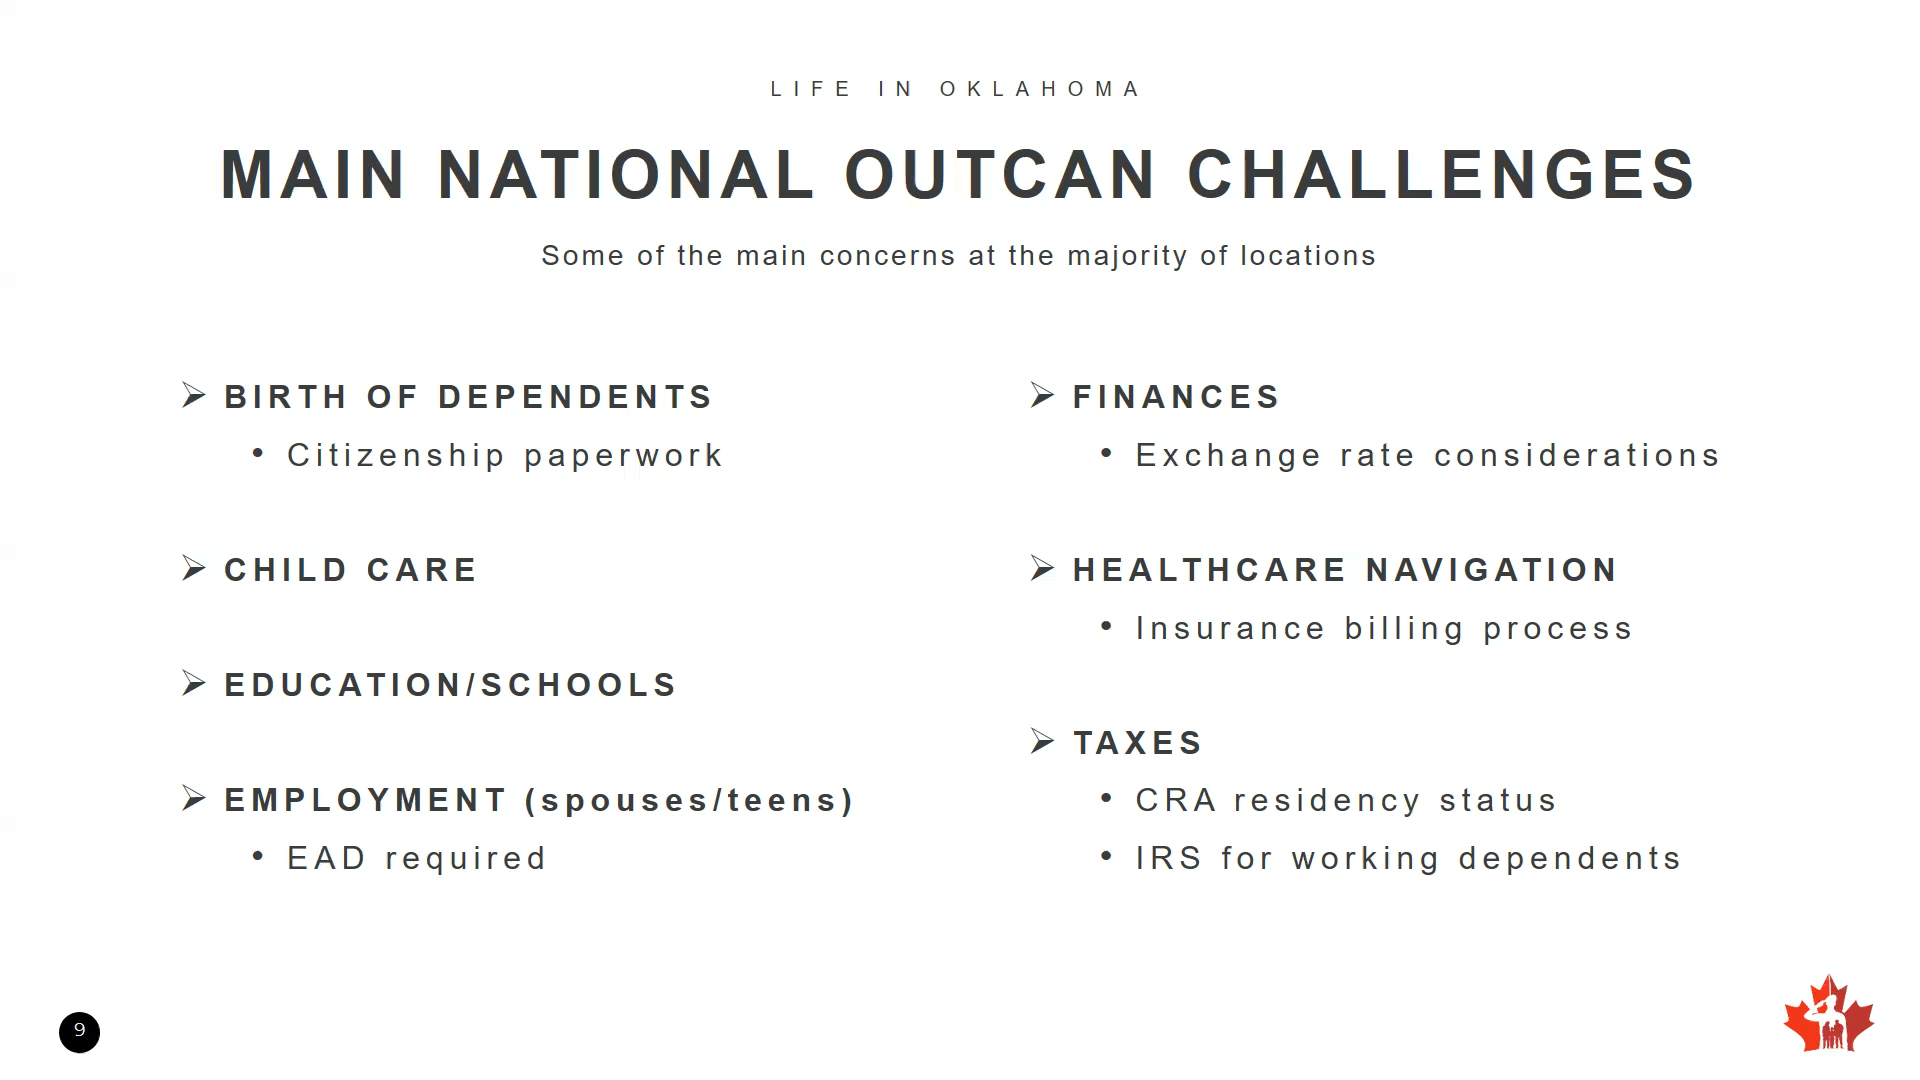 LIFE IN OKLAHOMA
MAIN NATIONAL OUTCAN CHALLENGES
Some of the main concerns at the majority of locations
➢ BIRTH OF DEPENDENTS
• Citizenship paperwork
➢ CHILD CARE
➢ EDUCATION/SCHOOLS
➢ EMPLOYMENT (spouses/teens)
• EAD required
➢ FINANCES
• Exchange rate considerations
➢ HEALTHCARE NAVIGATION
• Insurance billing process
➢ TAXES
• CRA residency status
• IRS for working dependents
9